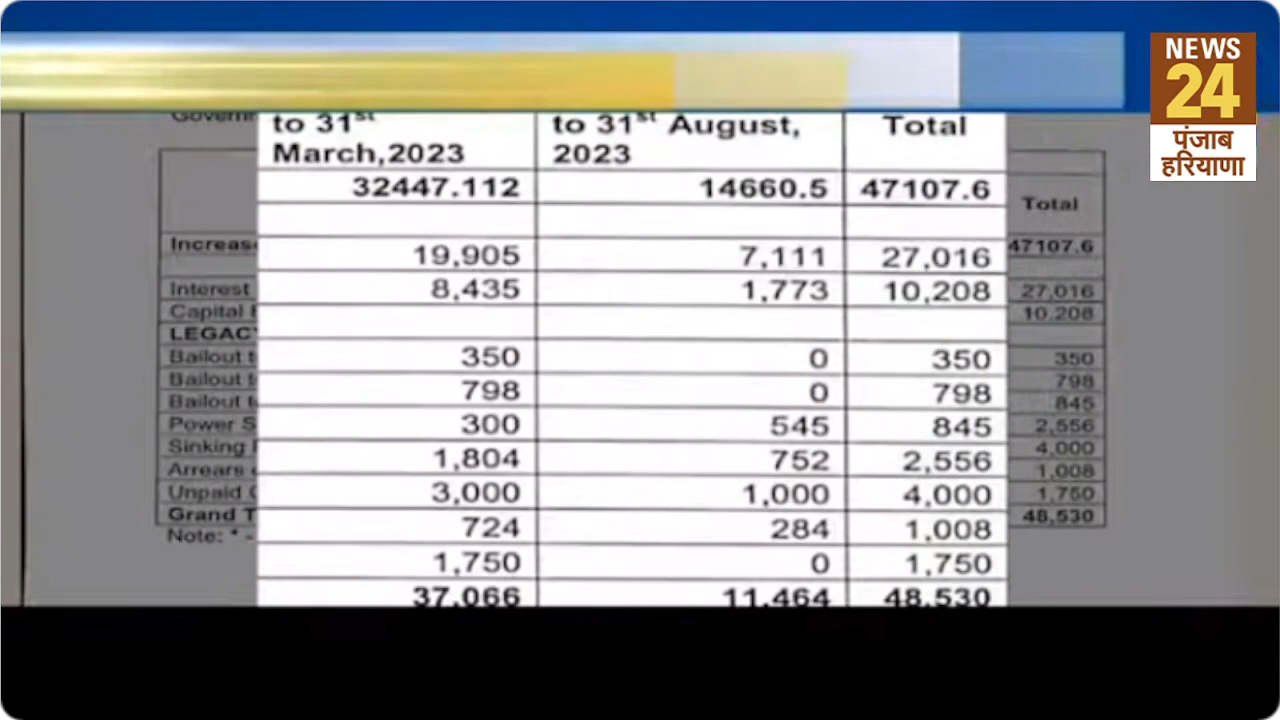 NEWS
24
पंजाब
हरियाणा
to 31st to 31st August, Total
March,2023 2023
32447.112 14660.5 47107.6
19,905 7,111 27,016
8,435 1,773 10,208
350 0 350
798 0 798
300 545 845
1,804 752 2,556
3,000 1,000 4,000
724 284 1,008
1,750 0 1,750
37,066 11,464 48,530
Total
47107.6
Interest 27,016
Capital 10,208
350
Bailout 798
Bailout 845
Bailout 2,556
Power 4,000
Sinking 1,008
Arrears 1,750
Unpaid 48,530
Grand
Note: * -